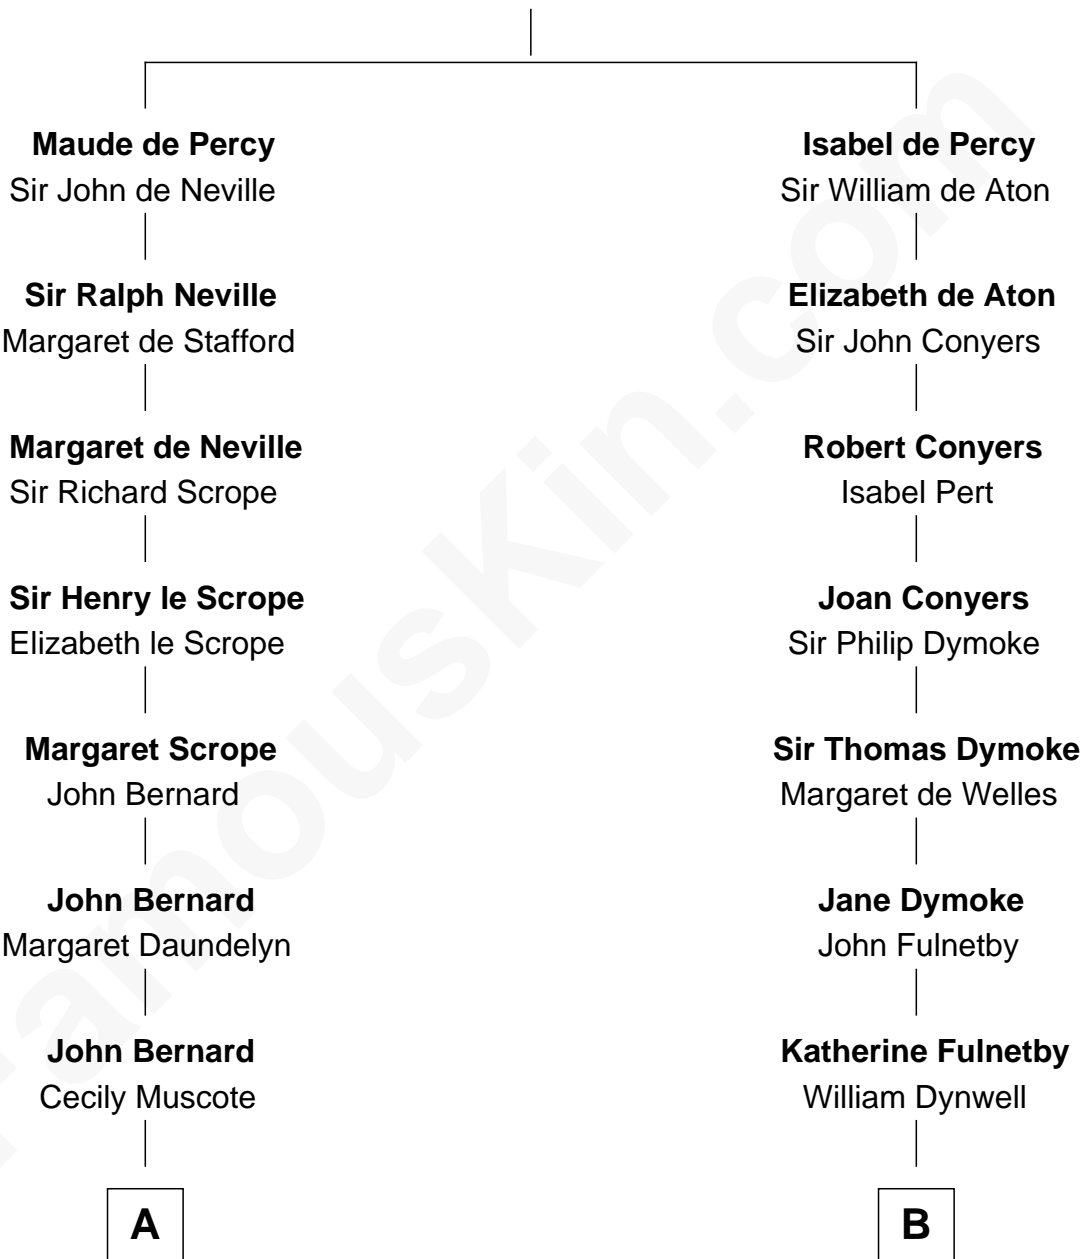 Maude de Percy
Sir John de Neville
Sir Ralph Neville
Margaret de Stafford
Margaret de Neville
Sir Richard Scrope
Sir Henry le Scrope
Elizabeth le Scrope
Margaret Scrope
John Bernard
John Bernard
Margaret Daundelyn
John Bernard
Cecily Muscote
A
Isabel de Percy
Sir William de Aton
Elizabeth de Aton
Sir John Conyers
Robert Conyers
Isabel Pert
Joan Conyers
Sir Philip Dymoke
Sir Thomas Dymoke
Margaret de Welles
Jane Dymoke
John Fulnetby
Katherine Fulnetby
William Dynwell
B
FamousKin.com